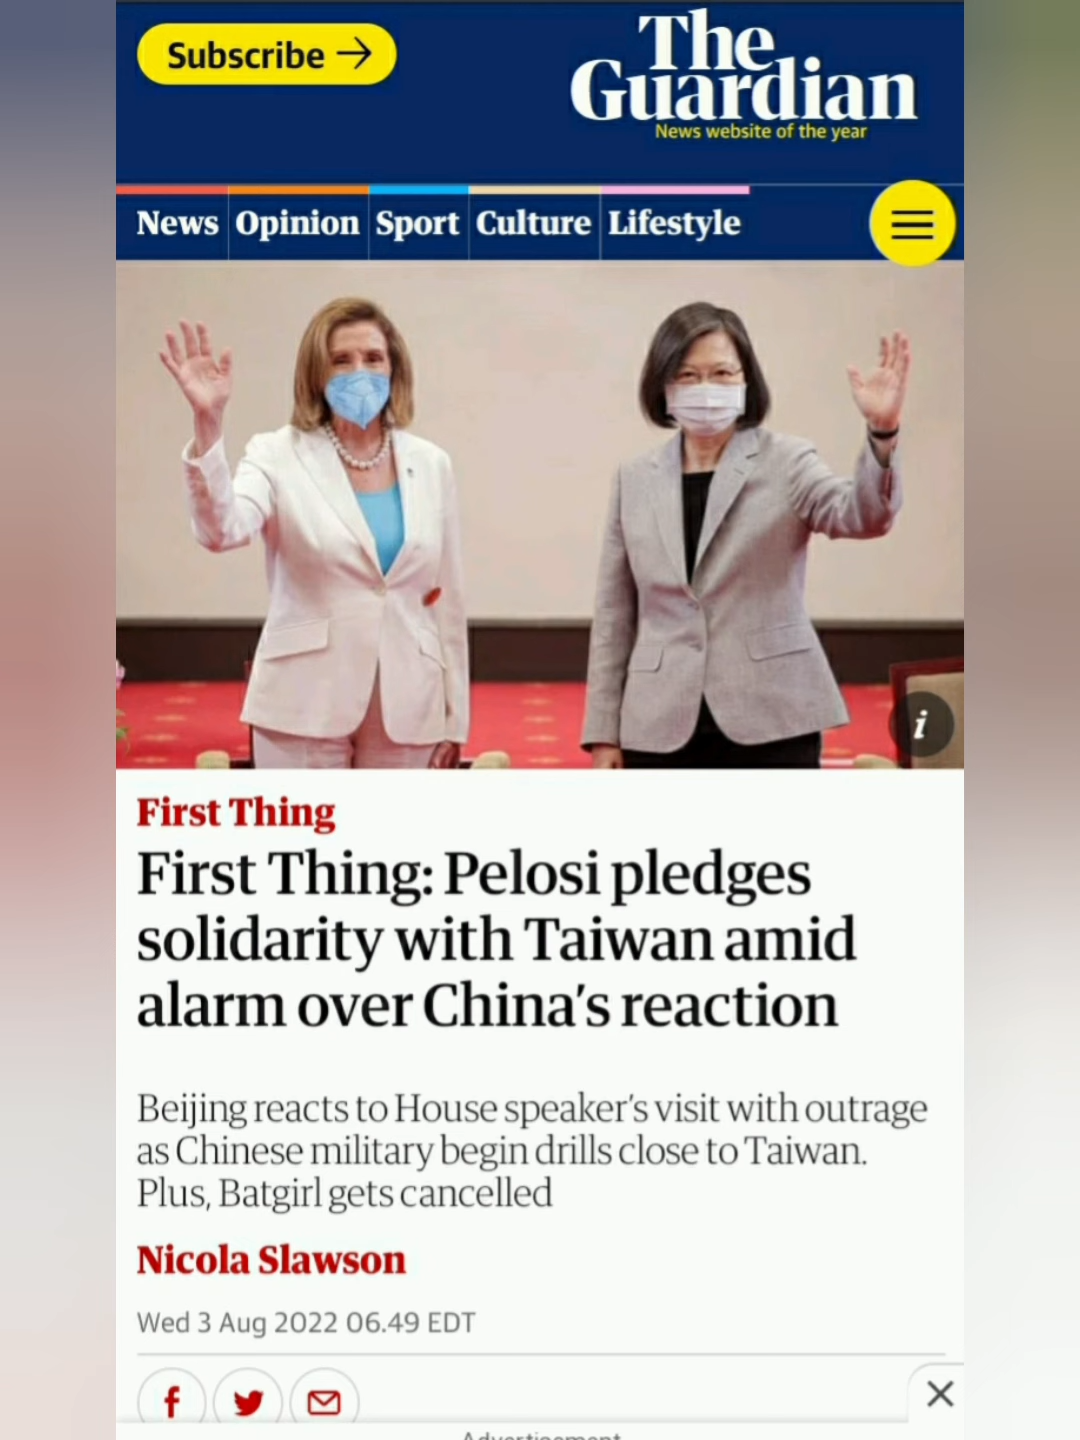 Subscribe →
The
Guardian
News website of the year
News Opinion Sport Culture Lifestyle
i
First Thing
First Thing: Pelosi pledges
solidarity with Taiwan amid
alarm over China's reaction
Beijing reacts to House speaker's visit with outrage
as Chinese military begin drills close to Taiwan.
Plus, Batgirl gets cancelled
Nicola Slawson
Wed 3 Aug 2022 06.49 EDT
Advertisement